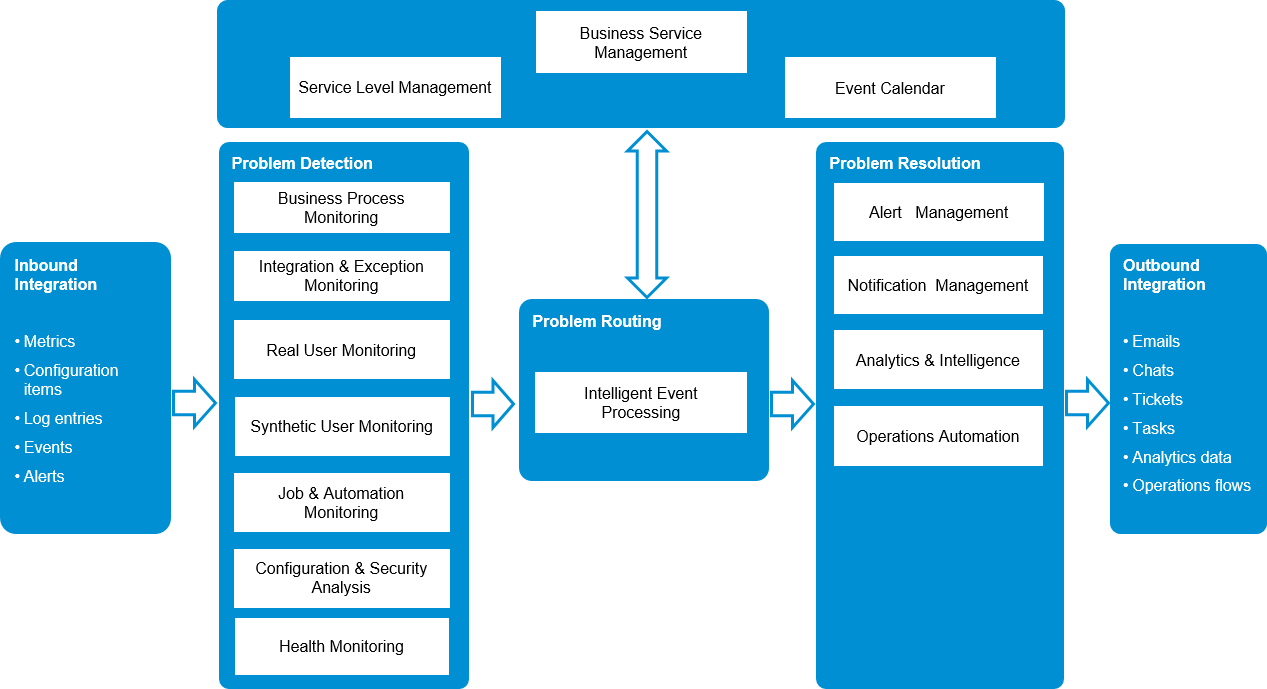 Business Service
Management
Service Level Management
Event Calendar
Inbound
Integration
• Metrics
• Configuration
items
• Log entries
• Events
• Alerts
Problem Detection
Business Process
Monitoring
Integration & Exception
Monitoring
Real User Monitoring
Synthetic User Monitoring
Job & Automation
Monitoring
Configuration & Security
Analysis
Health Monitoring
Problem Routing
Intelligent Event
Processing
Problem Resolution
Alert Management
Notification Management
Analytics & Intelligence
Operations Automation
Outbound
Integration
• Emails
• Chats
• Tickets
• Tasks
• Analytics data
• Operations flows